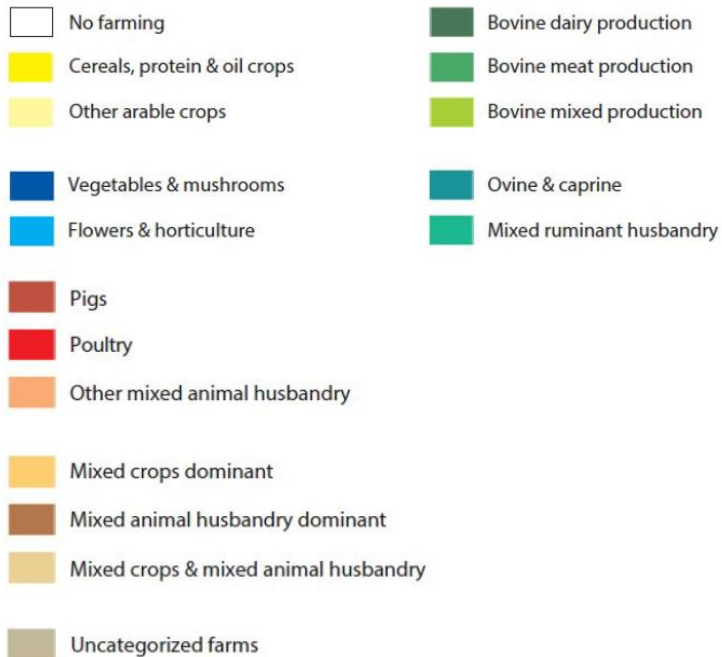 No farming
Cereals, protein & oil crops
Other arable crops
Vegetables & mushrooms
Flowers & horticulture
Pigs
Poultry
Other mixed animal husbandry
Mixed crops dominant
Mixed animal husbandry dominant
Mixed crops & mixed animal husbandry
Uncategorized farms
Bovine dairy production
Bovine meat production
Bovine mixed production
Ovine & caprine
Mixed ruminant husbandry